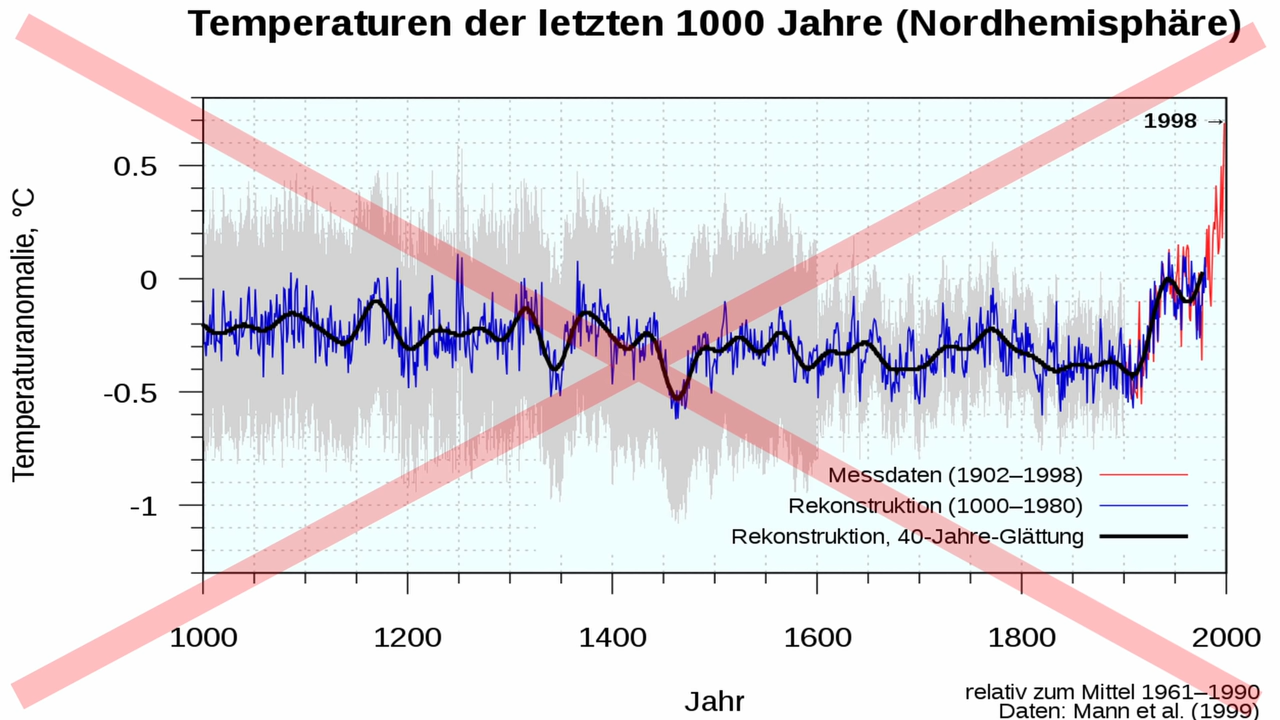 Temperaturen der letzten 1000 Jahre (Nordhemisphäre)
1998 →
0.5
0
-0.5
-1
Temperaturanomalie, ºC
Messdaten (1902–1998)
Rekonstruktion (1000–1980)
Rekonstruktion, 40-Jahre-Glättung
1000 1200 1400 1600 1800 2000
Jahr
relativ zum Mittel 1961–1990
Daten: Mann et al. (1999)